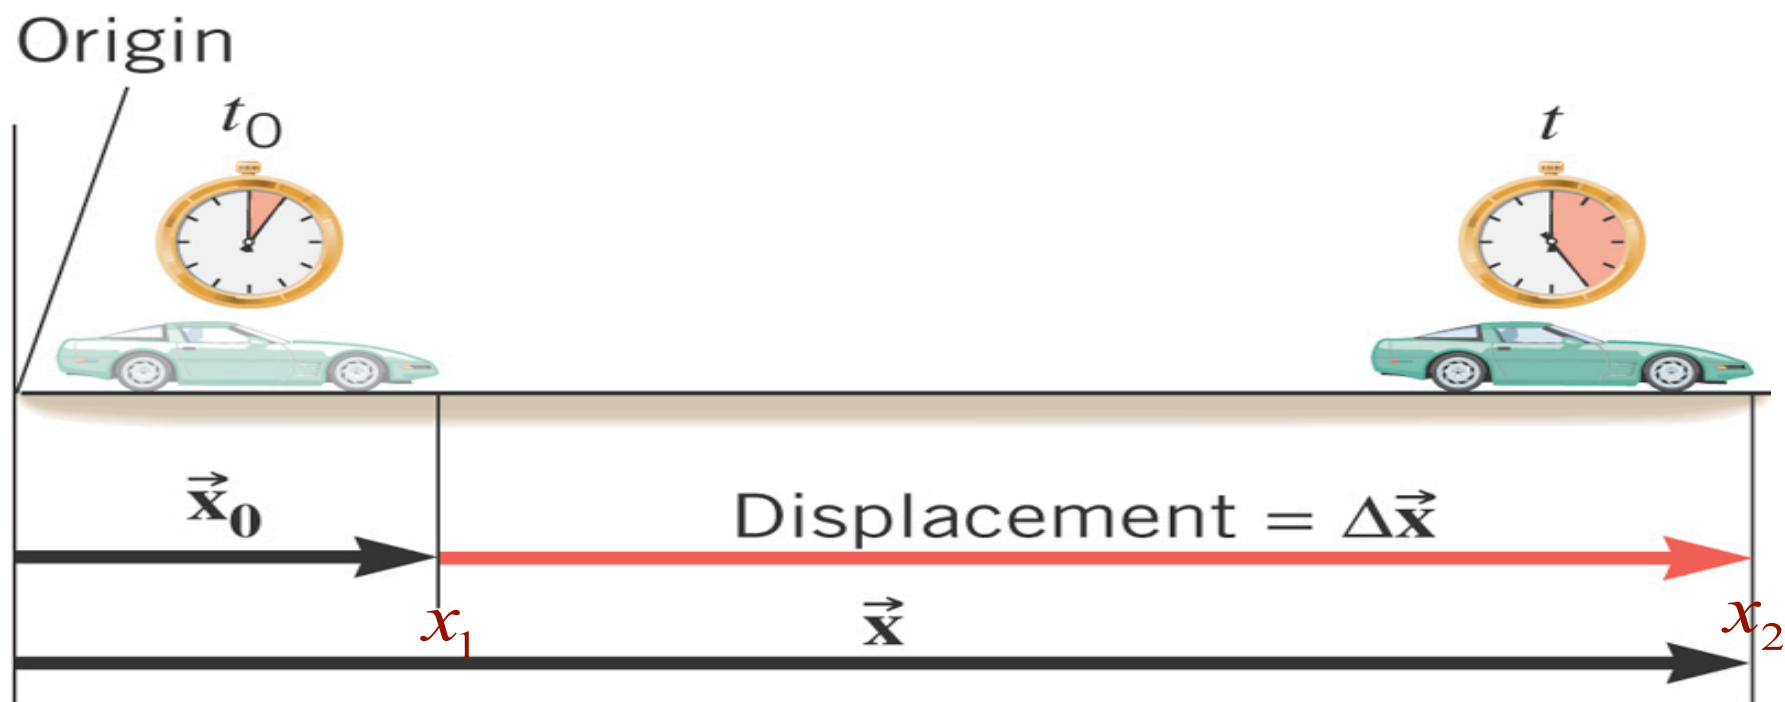 Origin
t₀
t
x⃗₀
Displacement = Δx⃗
x₁
x⃗
x₂